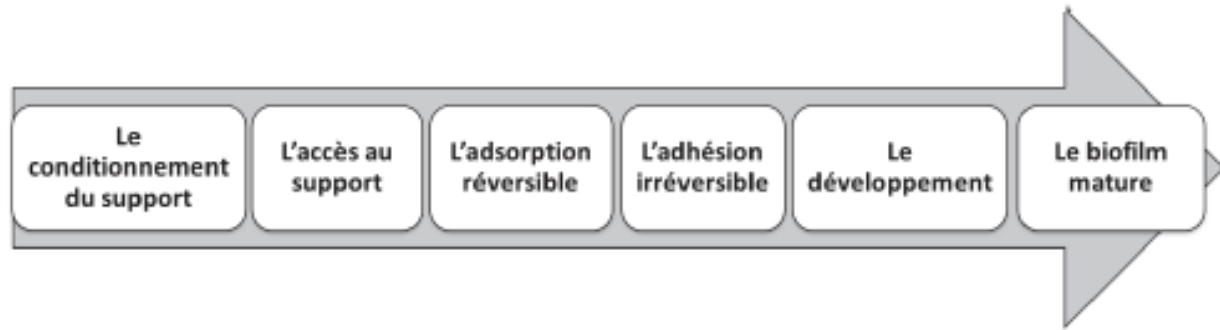 Le
conditionnement
du support
L'accès au
support
L'adsorption
réversible
L'adhésion
irréversible
Le
développement
Le biofilm
mature